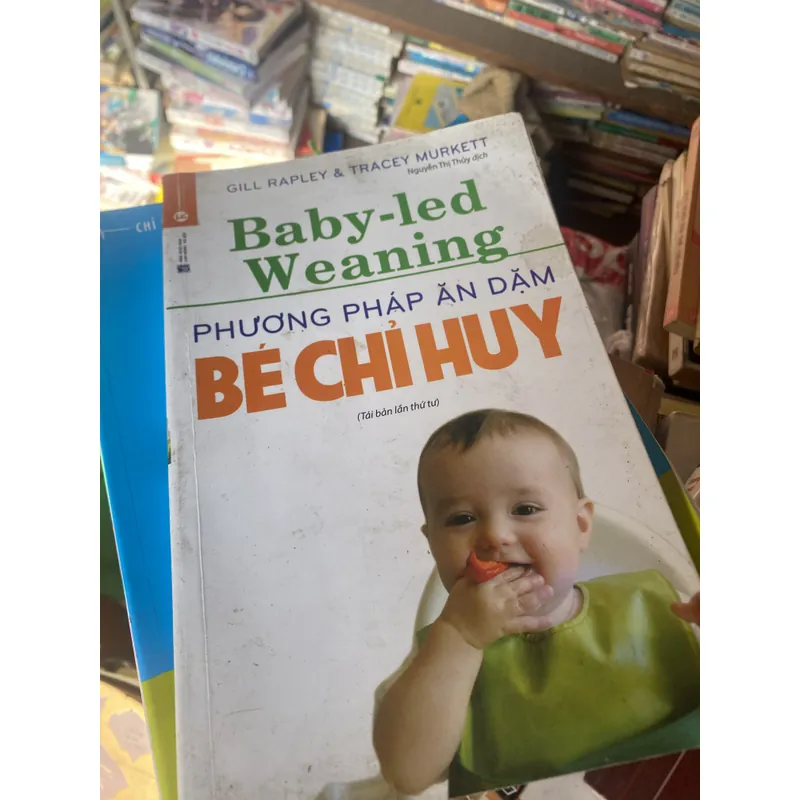 GILL RAPLEY & TRACEY MURKETT
Nguyễn Thị Thủy dịch
Baby-led
Weaning
PHƯƠNG PHÁP ĂN DẶM
BÉ CHỈ HUY
(Tái bản lần thứ tư)
CHỈ